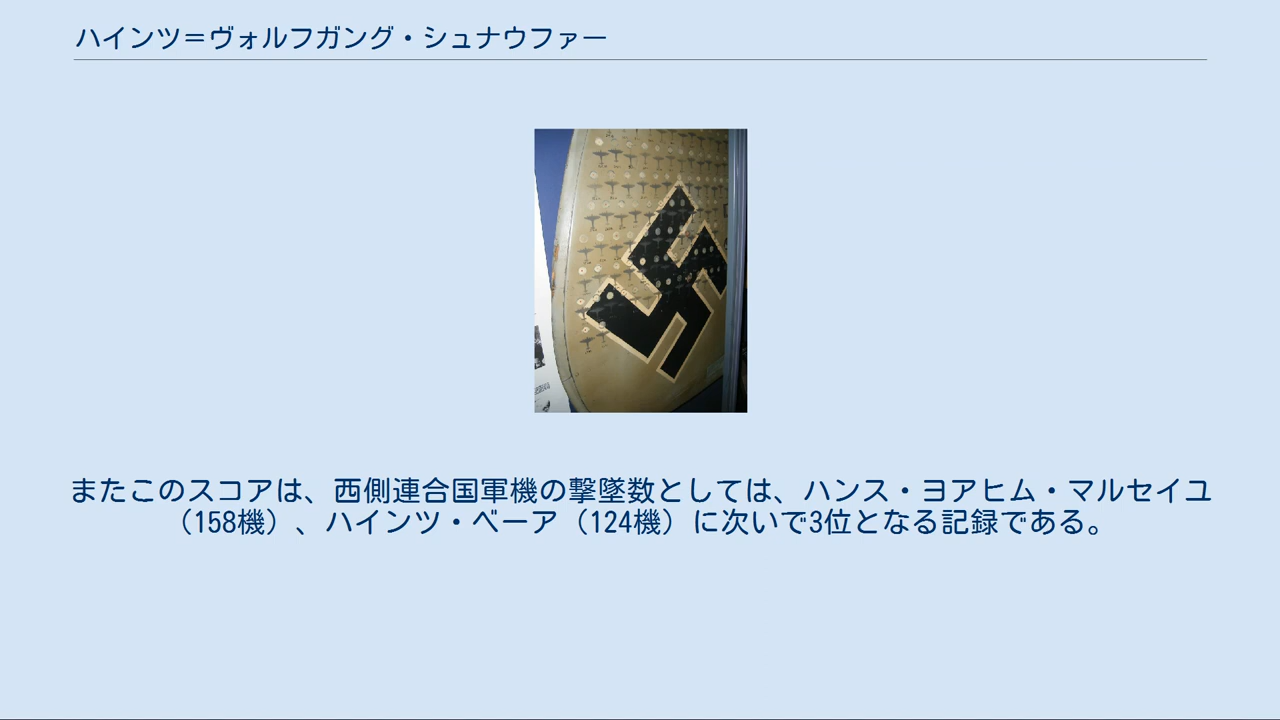 ハインツ＝ヴォルフガング・シュナウファー
またこのスコアは、西側連合国軍機の撃墜数としては、ハンス・ヨアヒム・マルセイユ
（158機）、ハインツ・ベーア（124機）に次いで3位となる記録である。